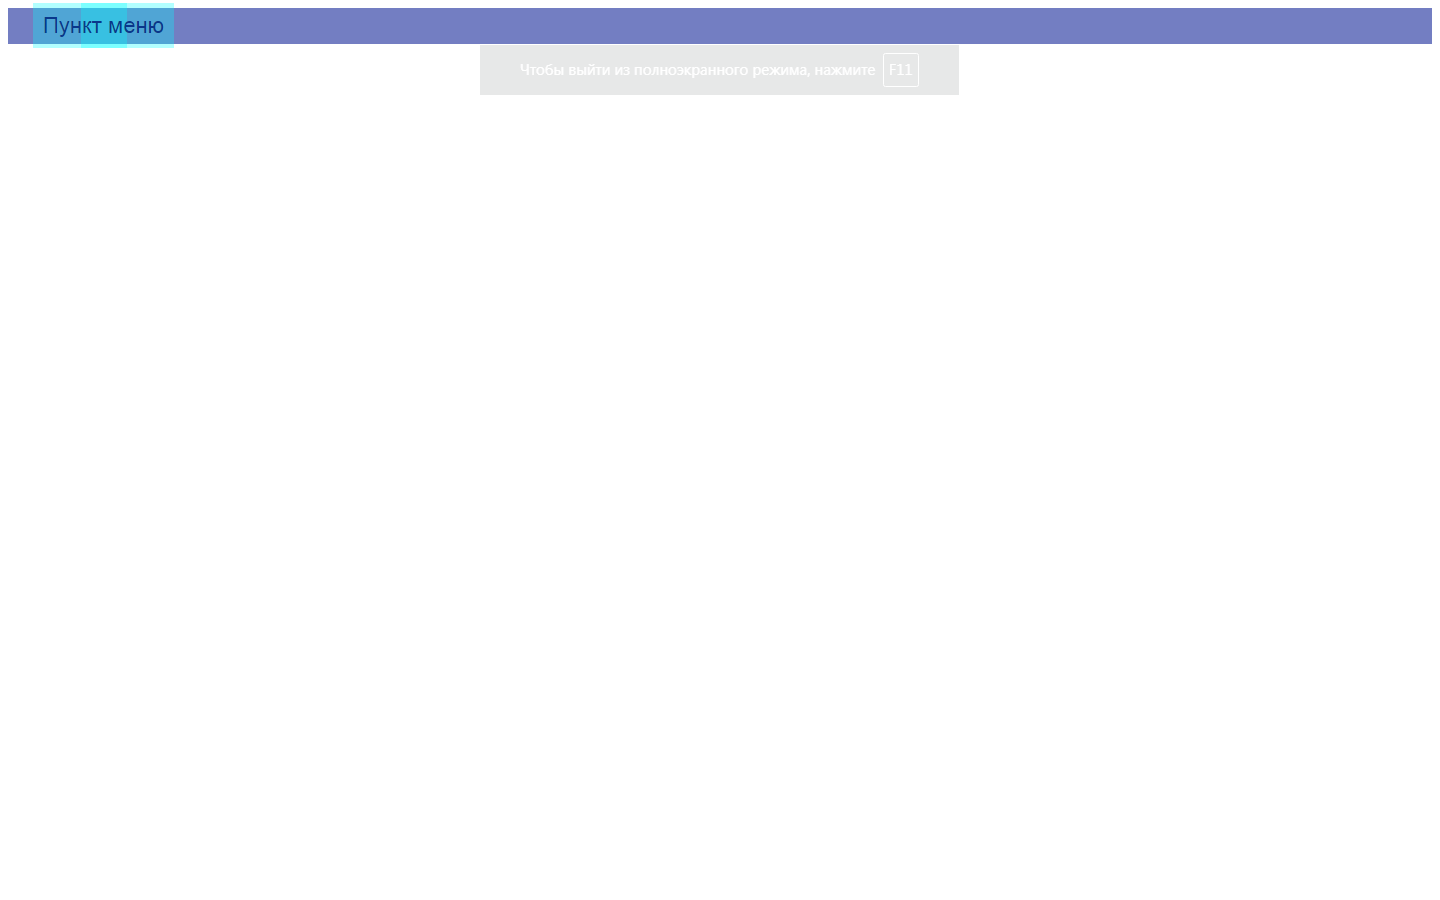 Пункт меню
Чтобы выйти из полноэкранного режима, нажмите F11